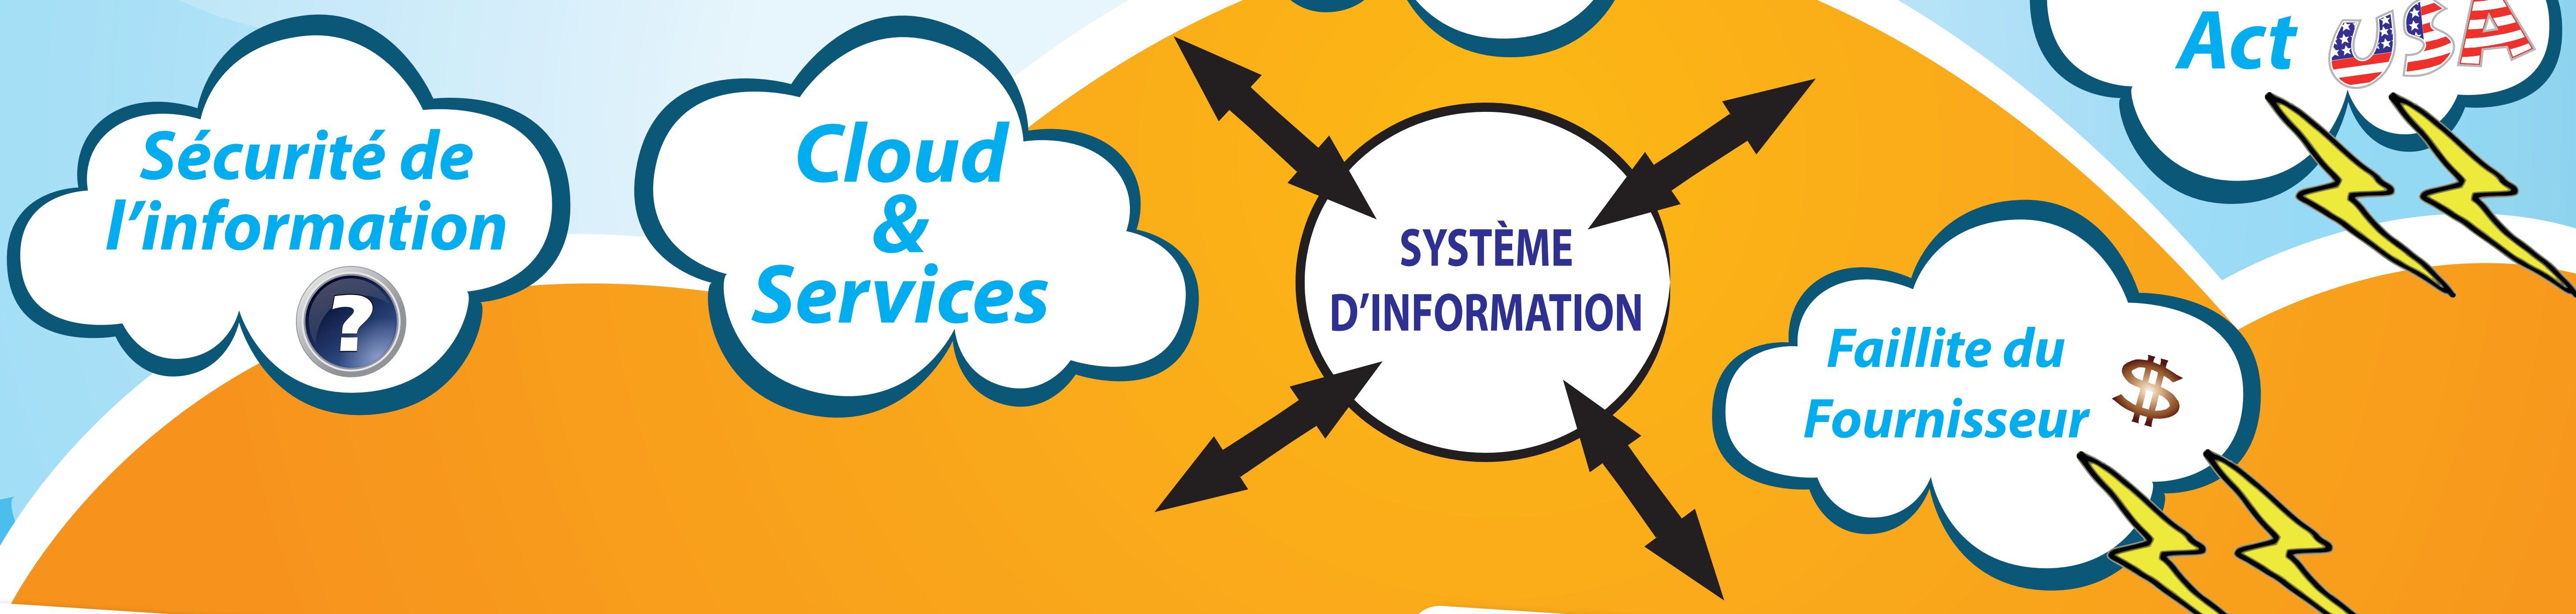 Act USA
Sécurité de
l'information
?
Cloud
&
Services
SYSTÈME
D'INFORMATION
Faillite du
Fournisseur $